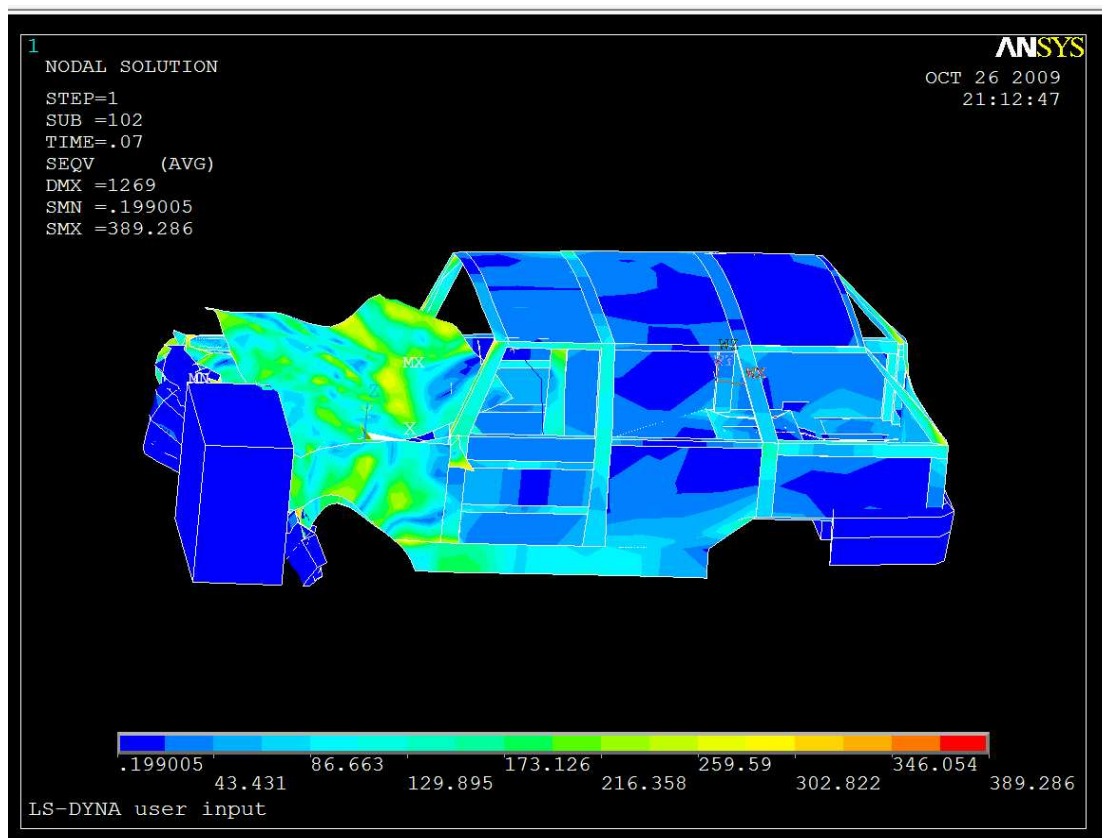 1
ANSYS
NODAL SOLUTION
OCT 26 2009
21:12:47
STEP=1
SUB =102
TIME=.07
SEQV (AVG)
DMX =1269
SMN =.199005
SMX =389.286
MX
MN
X
WX
.199005 86.663 173.126 259.59 346.054
43.431 129.895 216.358 302.822 389.286
LS-DYNA user input